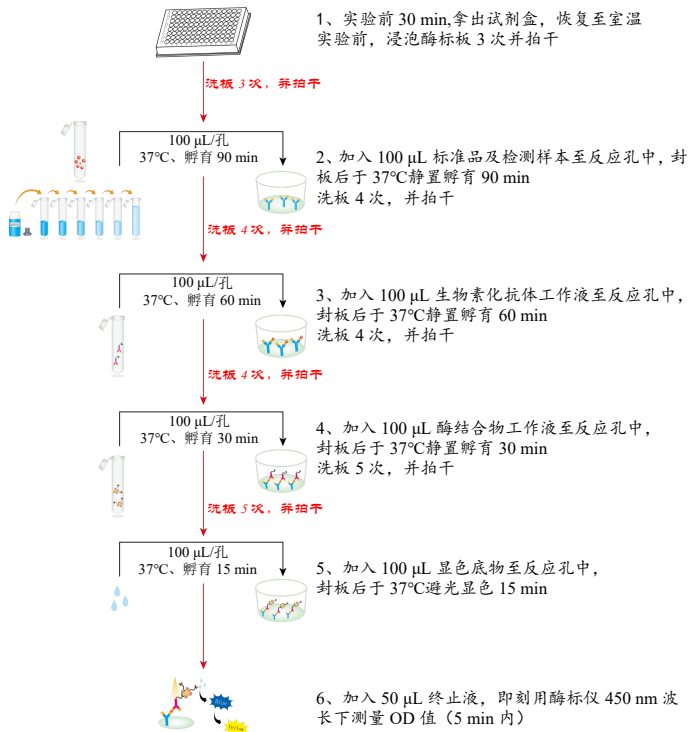 1、实验前 30 min,拿出试剂盒，恢复至室温
实验前，浸泡酶标板 3 次并拍干
洗板 3 次，并拍干
100 μL/孔
37℃、孵育 90 min
2、加入 100 μL 标准品及检测样本至反应孔中，封
板后于 37℃静置孵育 90 min
洗板 4 次，并拍干
洗板 4 次，并拍干
100 μL/孔
37℃、孵育 60 min
3、加入 100 μL 生物素化抗体工作液至反应孔中，
封板后于 37℃静置孵育 60 min
洗板 4 次，并拍干
洗板 4 次，并拍干
100 μL/孔
37℃、孵育 30 min
4、加入 100 μL 酶结合物工作液至反应孔中，
封板后于 37℃静置孵育 30 min
洗板 5 次，并拍干
洗板 5 次，并拍干
100 μL/孔
37℃、孵育 15 min
5、加入 100 μL 显色底物至反应孔中，
封板后于 37℃避光显色 15 min
Blue
Yellow
6、加入 50 μL 终止液，即刻用酶标仪 450 nm 波
长下测量 OD 值（5 min 内）